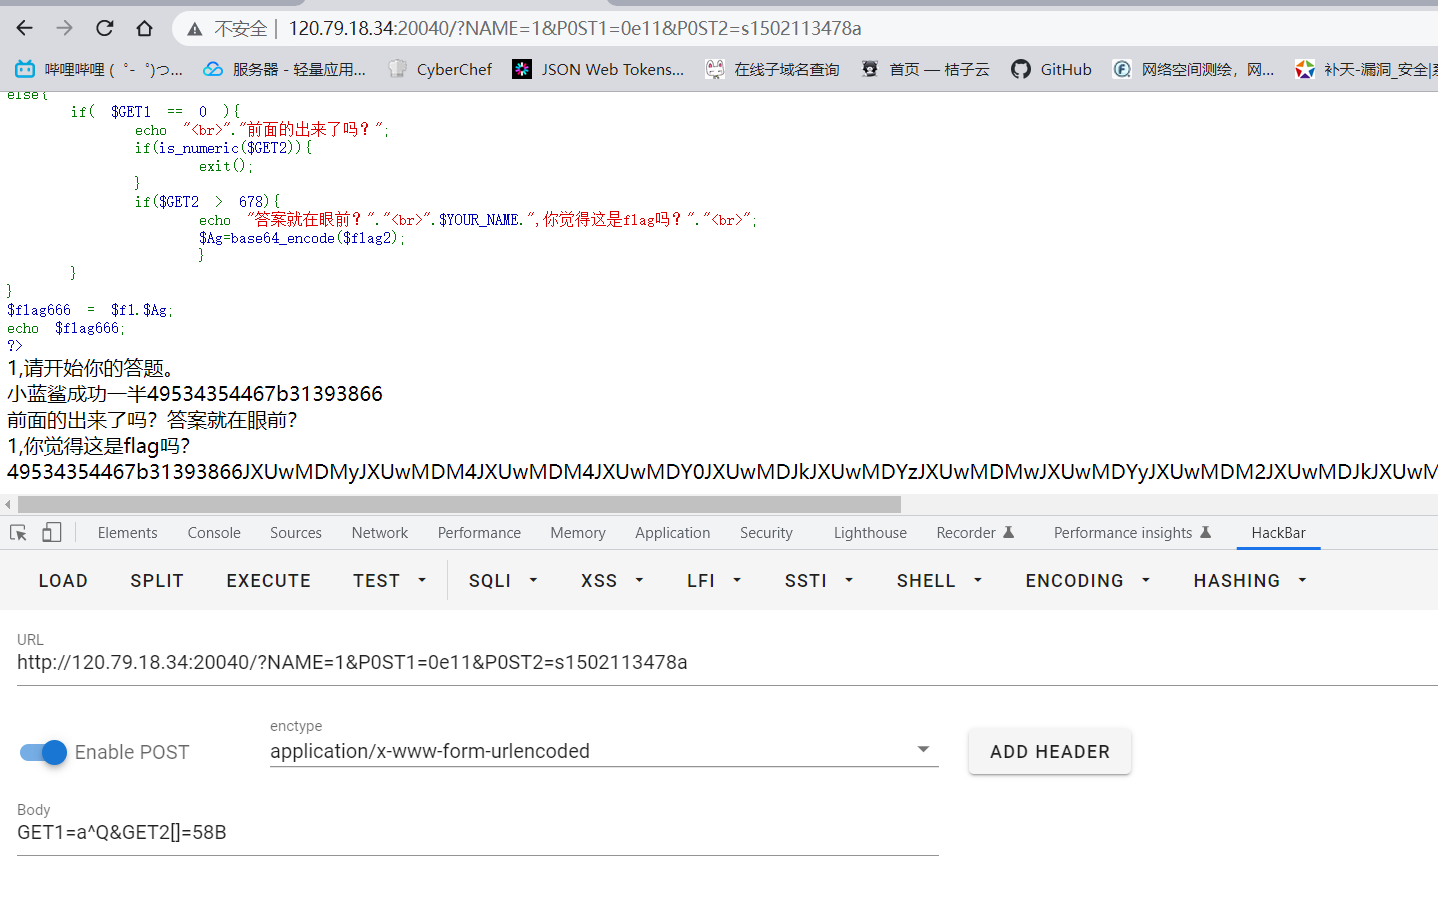 不安全 | 120.79.18.34:20040/?NAME=1&P0ST1=0e11&P0ST2=s1502113478a
哔哩哔哩 ( ゜- ゜)つ... 服务器 - 轻量应用... CyberChef JSON Web Tokens... 在线子域名查询 首页 — 桔子云 GitHub 网络空间测绘，网... 补天-漏洞_安全|
else{
if( $GET1 == 0 ){
echo "<br>"."前面的出来了吗？";
if(is_numeric($GET2)){
exit();
}
if($GET2 > 678){
echo "答案就在眼前？"."<br>".$YOUR_NAME.",你觉得这是flag吗？"."<br>";
$Ag=base64_encode($flag2);
}
}
}
$flag666 = $fl.$Ag;
echo $flag666;
?>
1,请开始你的答题。
小蓝鲨成功一半49534354467b31393866
前面的出来了吗？答案就在眼前？
1,你觉得这是flag吗？
49534354467b31393866JXUwMDMyJXUwMDM4JXUwMDM4JXUwMDY0JXUwMDJkJXUwMDYzJXUwMDMwJXUwMDYyJXUwMDM2JXUwMDJkJXUwM
Elements Console Sources Network Performance Memory Application Security Lighthouse Recorder Performance insights HackBar
LOAD SPLIT EXECUTE TEST SQLI XSS LFI SSTI SHELL ENCODING HASHING
URL
http://120.79.18.34:20040/?NAME=1&P0ST1=0e11&P0ST2=s1502113478a
enctype
Enable POST application/x-www-form-urlencoded ADD HEADER
Body
GET1=a^Q&GET2[]=58B